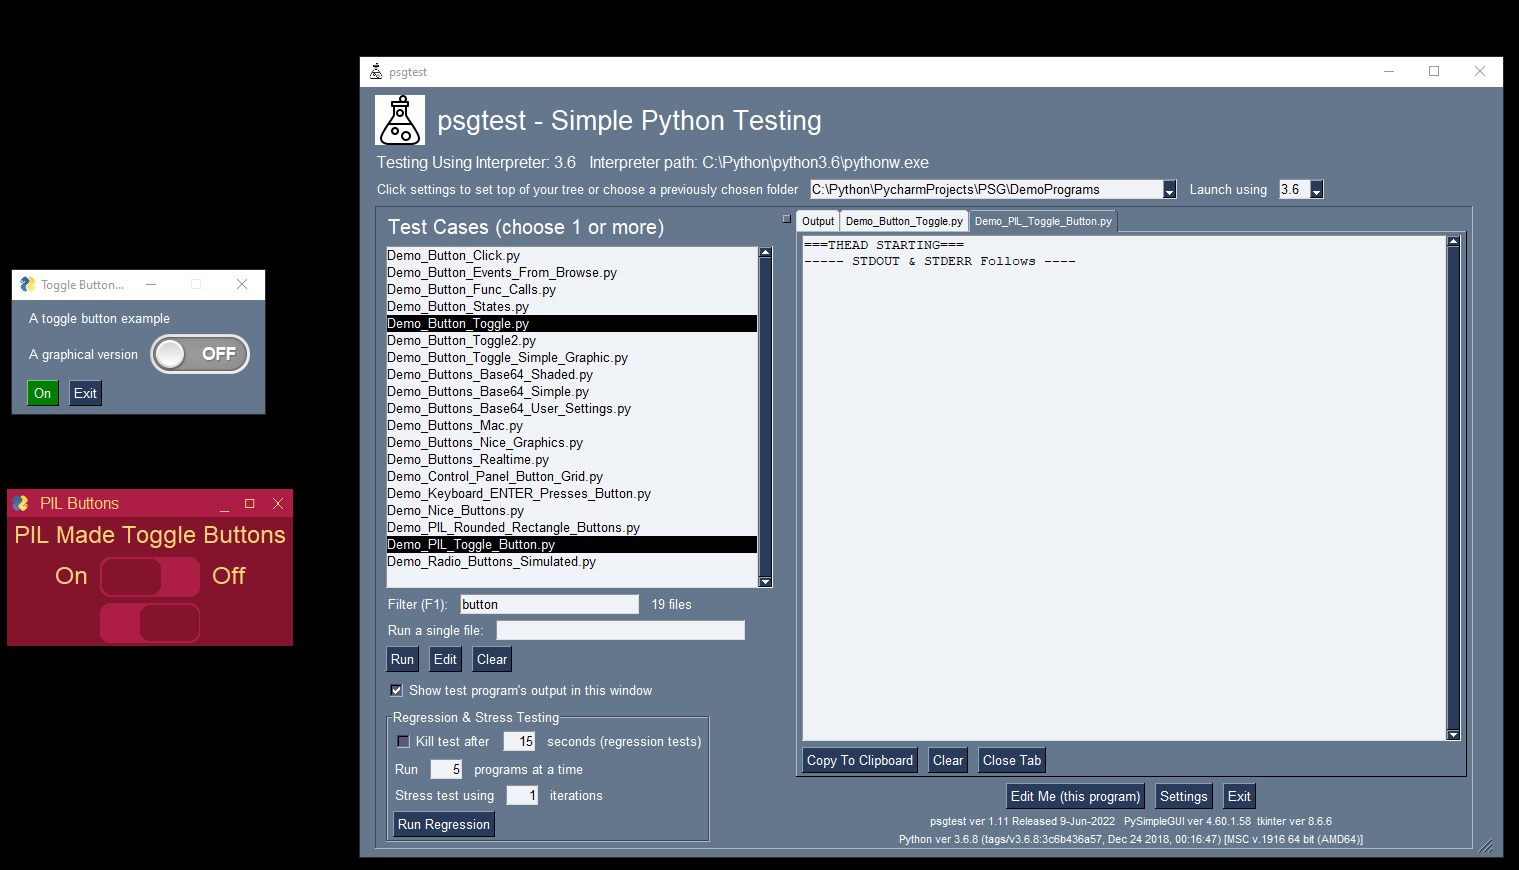 Toggle Button...
A toggle button example
A graphical version OFF
On Exit
PIL Buttons
PIL Made Toggle Buttons
On Off
psgtest
psgtest - Simple Python Testing
Testing Using Interpreter: 3.6 Interpreter path: C:\Python\python3.6\pythonw.exe
Click settings to set top of your tree or choose a previously chosen folder C:\Python\PycharmProjects\PSG\DemoPrograms Launch using 3.6
Test Cases (choose 1 or more)
Demo_Button_Click.py
Demo_Button_Events_From_Browse.py
Demo_Button_Func_Calls.py
Demo_Button_States.py
Demo_Button_Toggle.py
Demo_Button_Toggle2.py
Demo_Button_Toggle_Simple_Graphic.py
Demo_Buttons_Base64_Shaded.py
Demo_Buttons_Base64_Simple.py
Demo_Buttons_Base64_User_Settings.py
Demo_Buttons_Mac.py
Demo_Buttons_Nice_Graphics.py
Demo_Buttons_Realtime.py
Demo_Control_Panel_Button_Grid.py
Demo_Keyboard_ENTER_Presses_Button.py
Demo_Nice_Buttons.py
Demo_PIL_Rounded_Rectangle_Buttons.py
Demo_PIL_Toggle_Button.py
Demo_Radio_Buttons_Simulated.py
Filter (F1): button 19 files
Run a single file:
Run Edit Clear
Show test program's output in this window
Regression & Stress Testing
Kill test after 15 seconds (regression tests)
Run 5 programs at a time
Stress test using 1 iterations
Run Regression
Output Demo_Button_Toggle.py Demo_PIL_Toggle_Button.py
===THEAD STARTING===
----- STDOUT & STDERR Follows ----
Copy To Clipboard Clear Close Tab
Edit Me (this program) Settings Exit
psgtest ver 1.11 Released 9-Jun-2022 PySimpleGUI ver 4.60.1.58 tkinter ver 8.6.6
Python ver 3.6.8 (tags/v3.6.8:3c6b436a57, Dec 24 2018, 00:16:47) [MSC v.1916 64 bit (AMD64)]